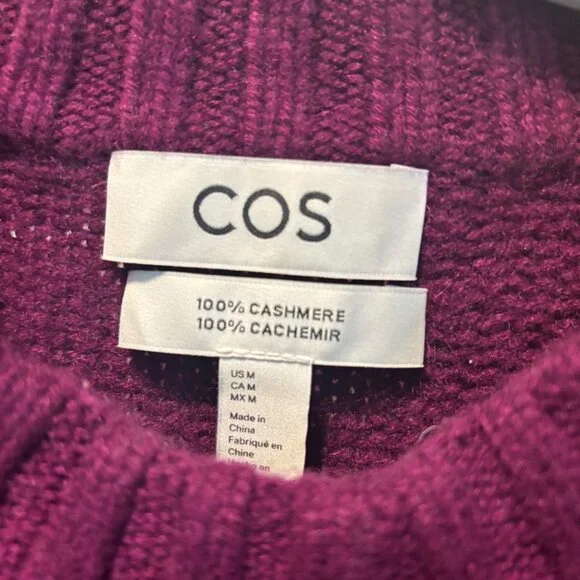 COS
100% CASHMERE
100% CACHEMIR
US M
CA M
MX M
Made in
China
Fabriqué en
Chine